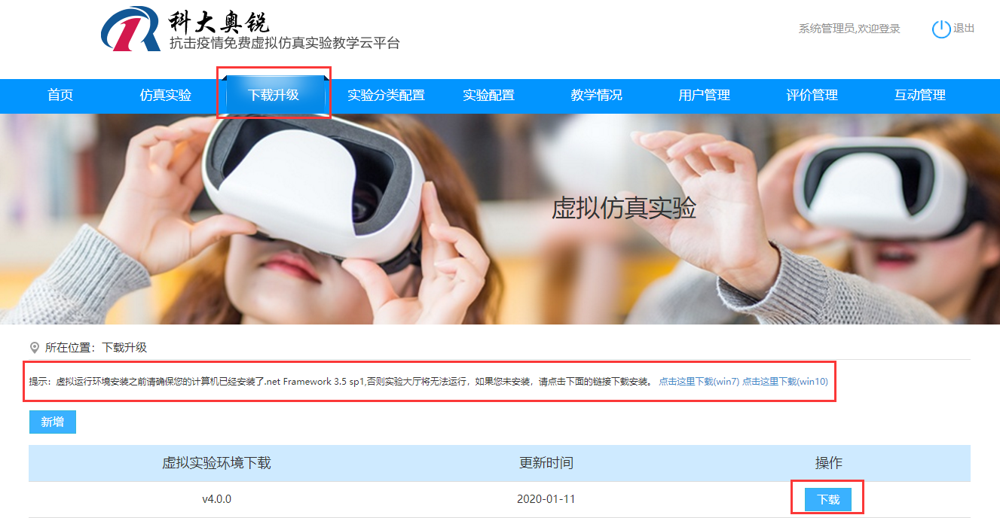 科大奥锐
抗击疫情免费虚拟仿真实验教学云平台
系统管理员,欢迎登录
退出
首页 仿真实验 下载升级 实验分类配置 实验配置 教学情况 用户管理 评价管理 互动管理
虚拟仿真实验
所在位置：下载升级
提示：虚拟运行环境安装之前请确保您的计算机已经安装了.net Framework 3.5 sp1,否则实验大厅将无法运行，如果您未安装，请点击下面的链接下载安装。 点击这里下载(win7) 点击这里下载(win10)
新增
虚拟实验环境下载 更新时间 操作
v4.0.0 2020-01-11 下载